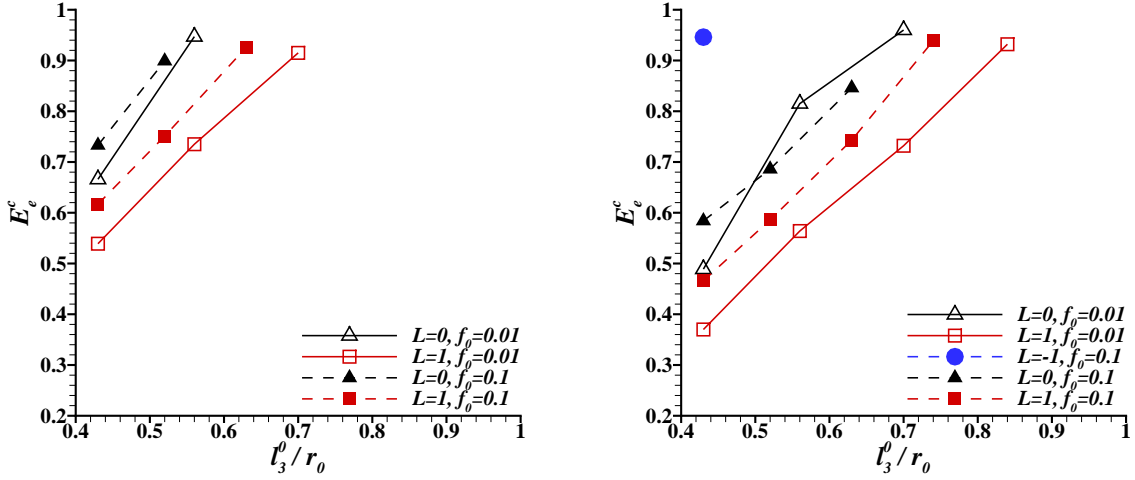 1
0.9
0.8
0.7
0.6
0.5
0.4
0.3
0.2
E_e^c
0.4 0.5 0.6 0.7 0.8 0.9 1
l_3^0 / r_0
L=0, f_0=0.01
L=1, f_0=0.01
L=0, f_0=0.1
L=1, f_0=0.1
1
0.9
0.8
0.7
0.6
0.5
0.4
0.3
0.2
E_e^c
0.4 0.5 0.6 0.7 0.8 0.9 1
l_3^0 / r_0
L=0, f_0=0.01
L=1, f_0=0.01
L=-1, f_0=0.1
L=0, f_0=0.1
L=1, f_0=0.1